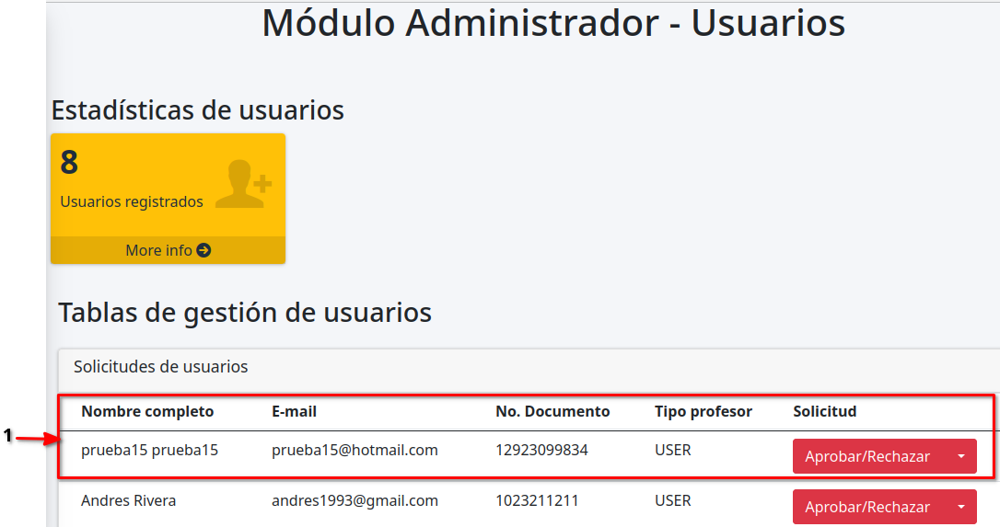 Módulo Administrador - Usuarios
Estadísticas de usuarios
8
Usuarios registrados
More info
Tablas de gestión de usuarios
Solicitudes de usuarios
Nombre completo E-mail No. Documento Tipo profesor Solicitud
1
prueba15 prueba15 prueba15@hotmail.com 12923099834 USER Aprobar/Rechazar
Andres Rivera andres1993@gmail.com 1023211211 USER Aprobar/Rechazar